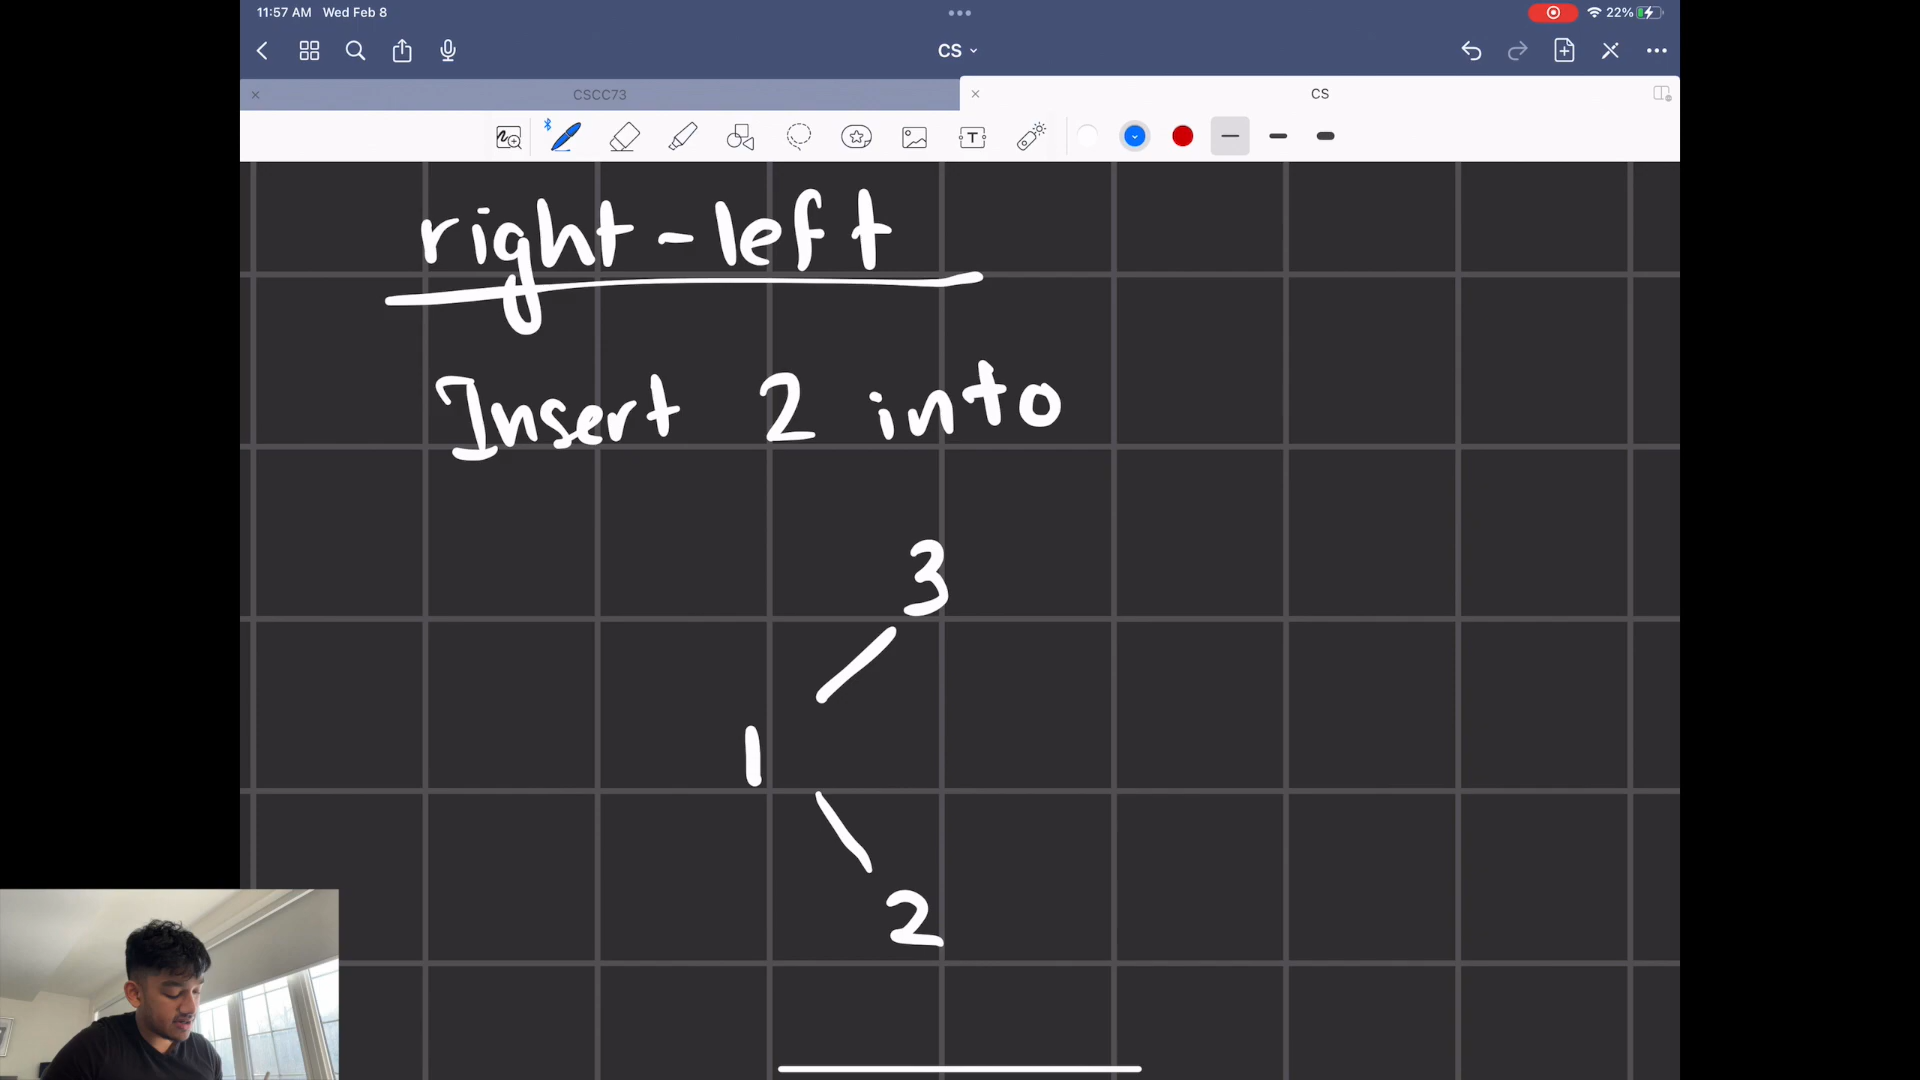 11:57 AM Wed Feb 8
22%
CS
CSCC73
CS
T
right-left
Insert 2 into
3
1
2